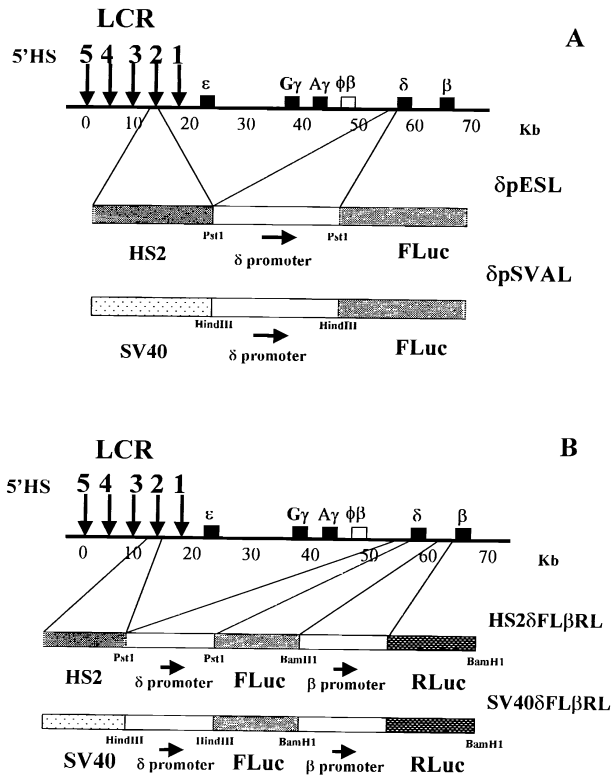 LCR
A
5'HS 5 4 3 2 1
ε Gγ Aγ ϕβ δ β
0 10 20 30 40 50 60 70 Kb
δpESL
Pst1 Pst1
HS2 δ promoter FLuc
δpSVAL
HindIII HindIII
SV40 δ promoter FLuc
B
LCR
5'HS 5 4 3 2 1
ε Gγ Aγ ϕβ δ β
0 10 20 30 40 50 60 70 Kb
HS2δFLβRL
Pst1 Pst1 BamH1 BamH1
HS2 δ promoter FLuc β promoter RLuc
SV40δFLβRL
HindIII HindIII BamH1 BamH1
SV40 δ promoter FLuc β promoter RLuc